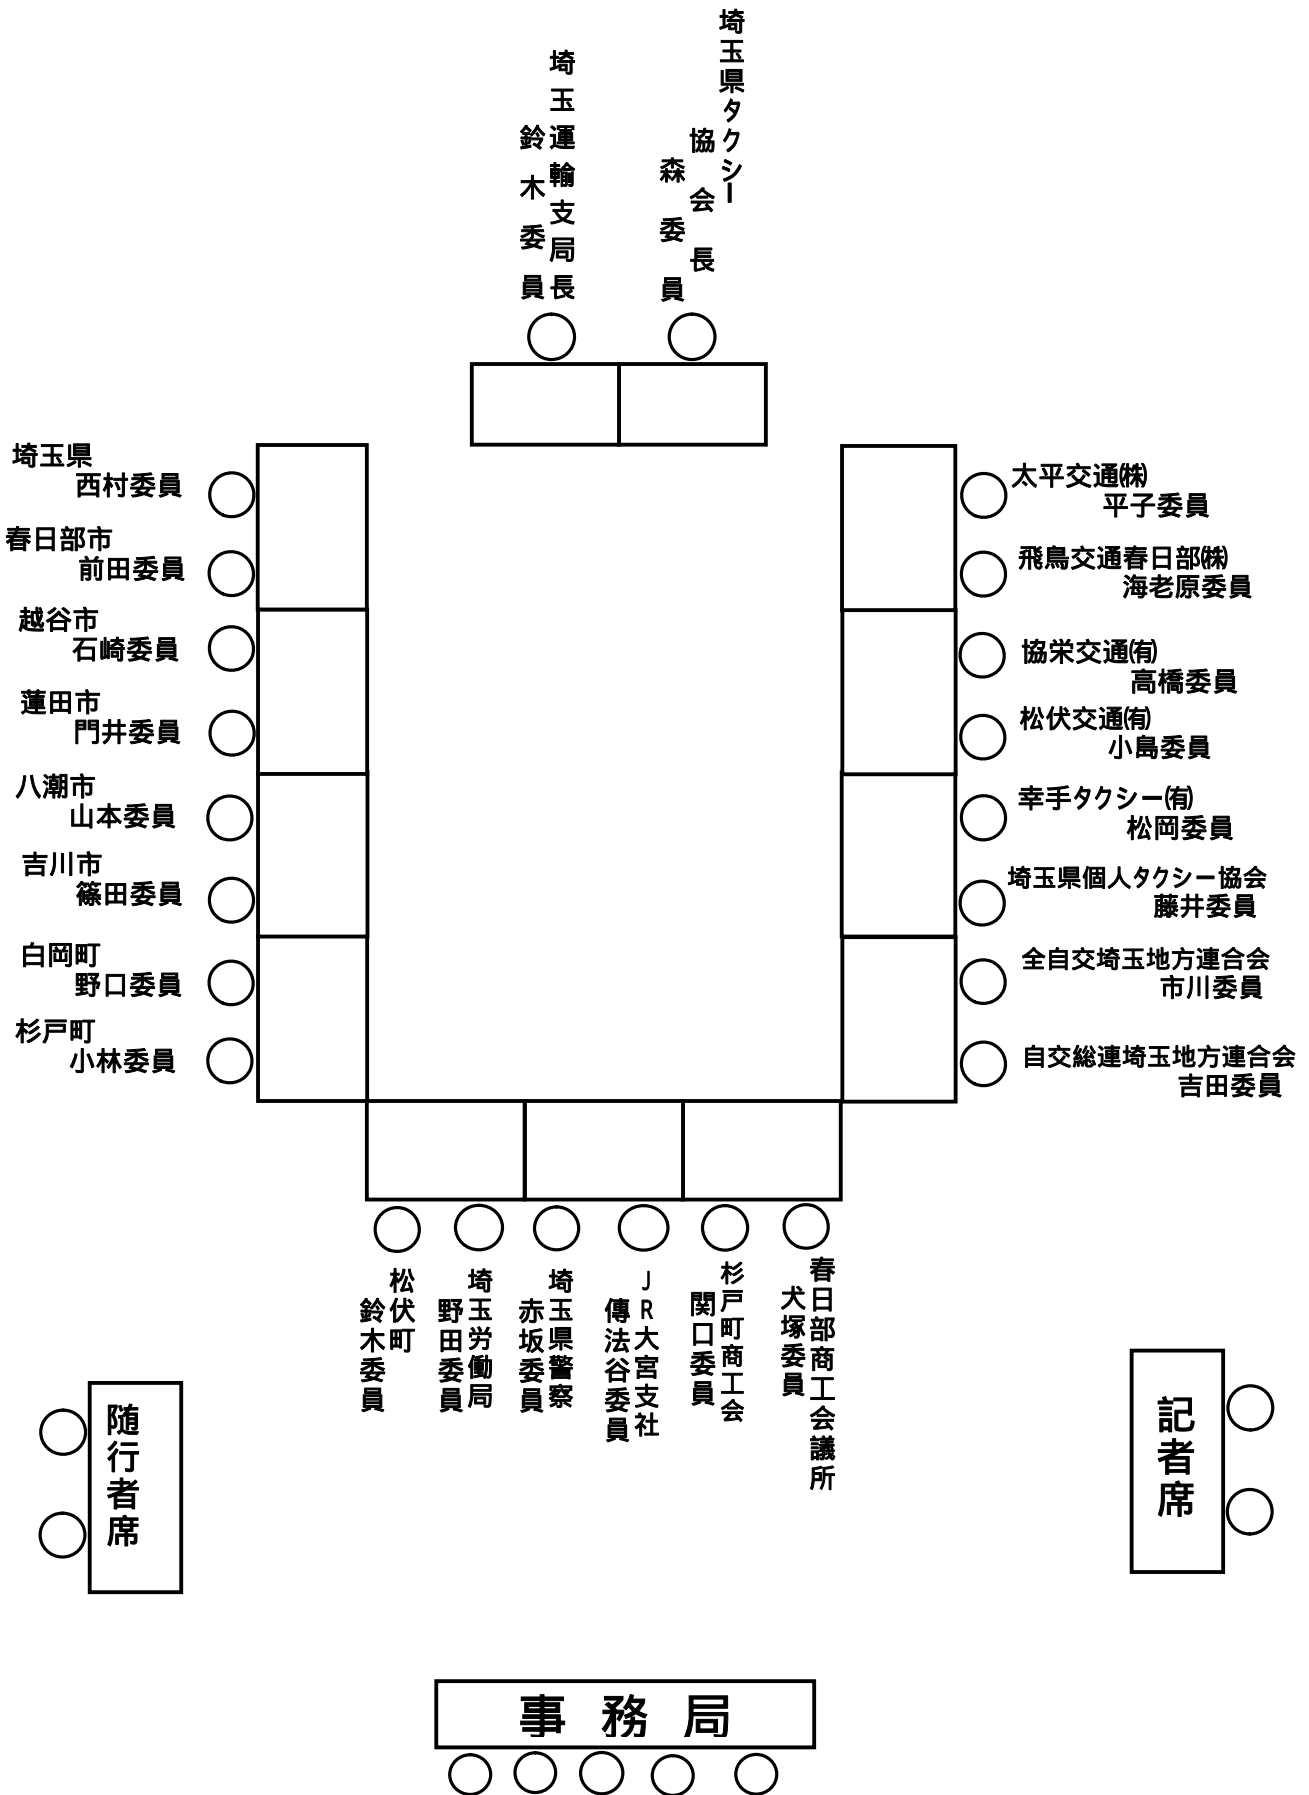 埼玉県タクシー
協会長
森委員
埼玉運輸支局長
鈴木委員
埼玉県
西村委員
春日部市
前田委員
越谷市
石崎委員
蓮田市
門井委員
八潮市
山本委員
吉川市
篠田委員
白岡町
野口委員
杉戸町
小林委員
太平交通㈱
平子委員
飛鳥交通春日部㈱
海老原委員
協栄交通㈲
高橋委員
松伏交通㈲
小島委員
幸手タクシー㈲
松岡委員
埼玉県個人タクシー協会
藤井委員
全自交埼玉地方連合会
市川委員
自交総連埼玉地方連合会
吉田委員
春日部商工会議所
犬塚委員
杉戸町商工会
関口委員
JR大宮支社
傳法谷委員
埼玉県警察
赤坂委員
埼玉労働局
野田委員
松伏町
鈴木委員
随行者席
記者席
事務局